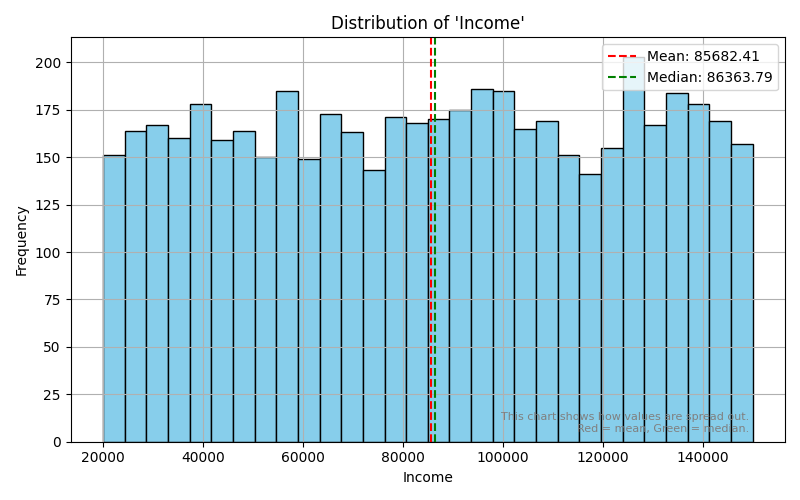 Distribution of 'Income'
Mean: 85682.41
Median: 86363.79
Frequency
200
175
150
125
100
75
50
25
0
This chart shows how values are spread out.
Red = mean, Green = median.
20000 40000 60000 80000 100000 120000 140000
Income